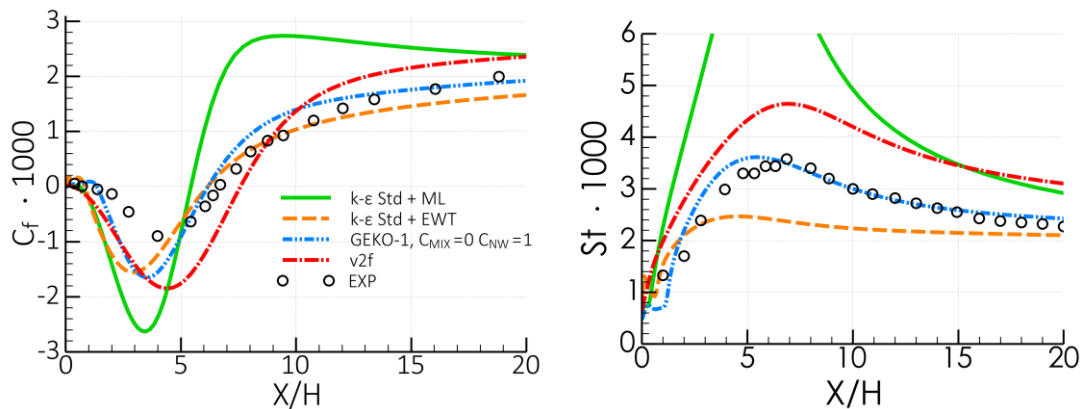 3
2
1
0
-1
-2
-3
0
5
10
15
20
X/H
C_f · 1000
k-ε Std + ML
k-ε Std + EWT
GEKO-1, C_MIX=0 C_NW=1
v2f
EXP
6
5
4
3
2
1
0
0
5
10
15
20
X/H
St · 1000